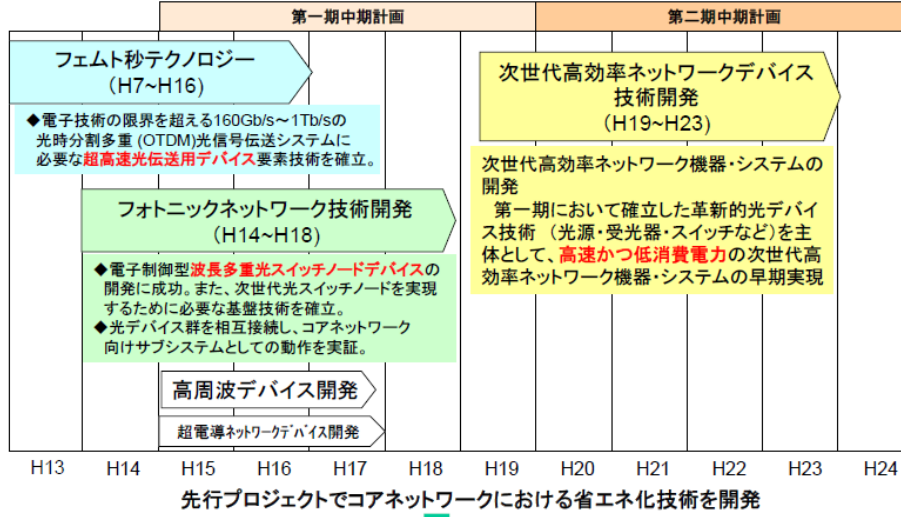 第一期中期計画
第二期中期計画
フェムト秒テクノロジー
(H7~H16)
◆電子技術の限界を超える160Gb/s～1Tb/sの
光時分割多重 (OTDM)光信号伝送システムに
必要な超高速光伝送用デバイス要素技術を確立。
フォトニックネットワーク技術開発
(H14~H18)
◆電子制御型波長多重光スイッチノードデバイスの
開発に成功。また、次世代光スイッチノードを実現
するために必要な基盤技術を確立。
◆光デバイス群を相互接続し、コアネットワーク
向けサブシステムとしての動作を実証。
高周波デバイス開発
超電導ネットワークデバイス開発
次世代高効率ネットワークデバイス
技術開発
(H19~H23)
次世代高効率ネットワーク機器・システムの
開発
第一期において確立した革新的光デバイ
ス技術 （光源・受光器・スイッチなど）を主
体として、高速かつ低消費電力の次世代高
効率ネットワーク機器・システムの早期実現
H13 H14 H15 H16 H17 H18 H19 H20 H21 H22 H23 H24
先行プロジェクトでコアネットワークにおける省エネ化技術を開発